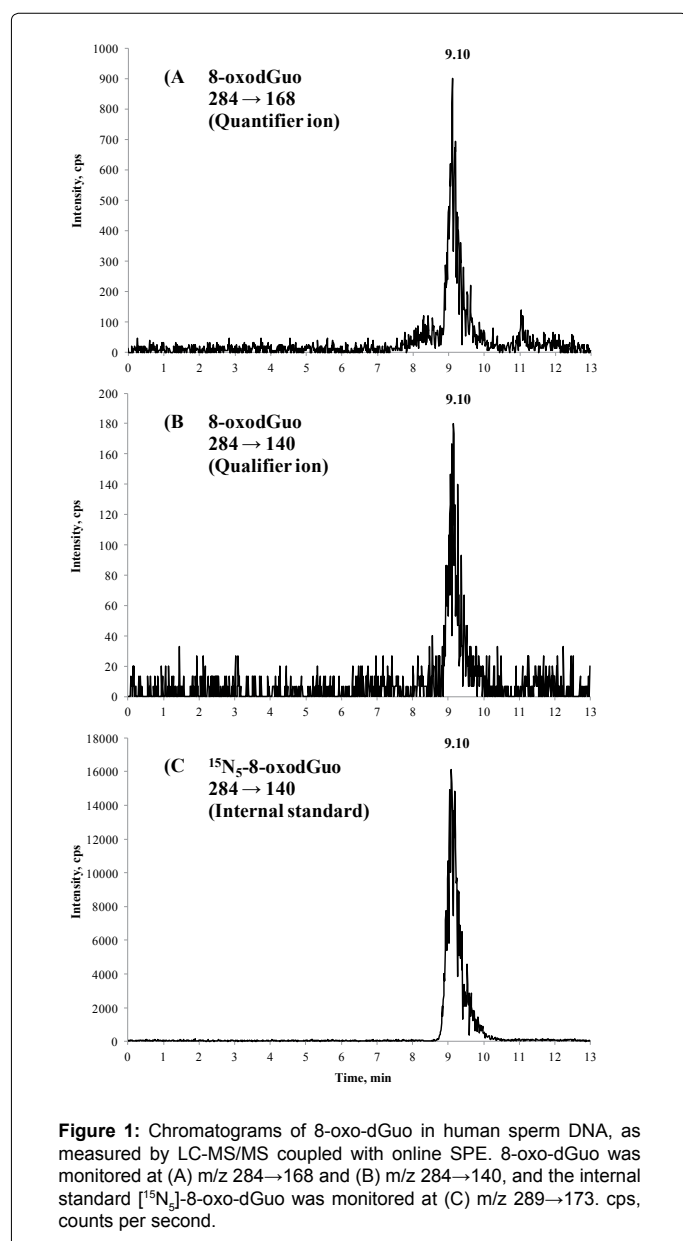 9.10
(A 8-oxodGuo
284 → 168
(Quantifier ion)
Intensity, cps
1000
900
800
700
600
500
400
300
200
100
0
0 1 2 3 4 5 6 7 8 9 10 11 12 13
9.10
(B 8-oxodGuo
284 → 140
(Qualifier ion)
Intensity, cps
200
180
160
140
120
100
80
60
40
20
0
0 1 2 3 4 5 6 7 8 9 10 11 12 13
9.10
(C ¹⁵N₅-8-oxodGuo
284 → 140
(Internal standard)
Intensity, cps
18000
16000
14000
12000
10000
8000
6000
4000
2000
0
0 1 2 3 4 5 6 7 8 9 10 11 12 13
Time, min
Figure 1: Chromatograms of 8-oxo-dGuo in human sperm DNA, as
measured by LC-MS/MS coupled with online SPE. 8-oxo-dGuo was
monitored at (A) m/z 284→168 and (B) m/z 284→140, and the internal
standard [¹⁵N₅]-8-oxo-dGuo was monitored at (C) m/z 289→173. cps,
counts per second.